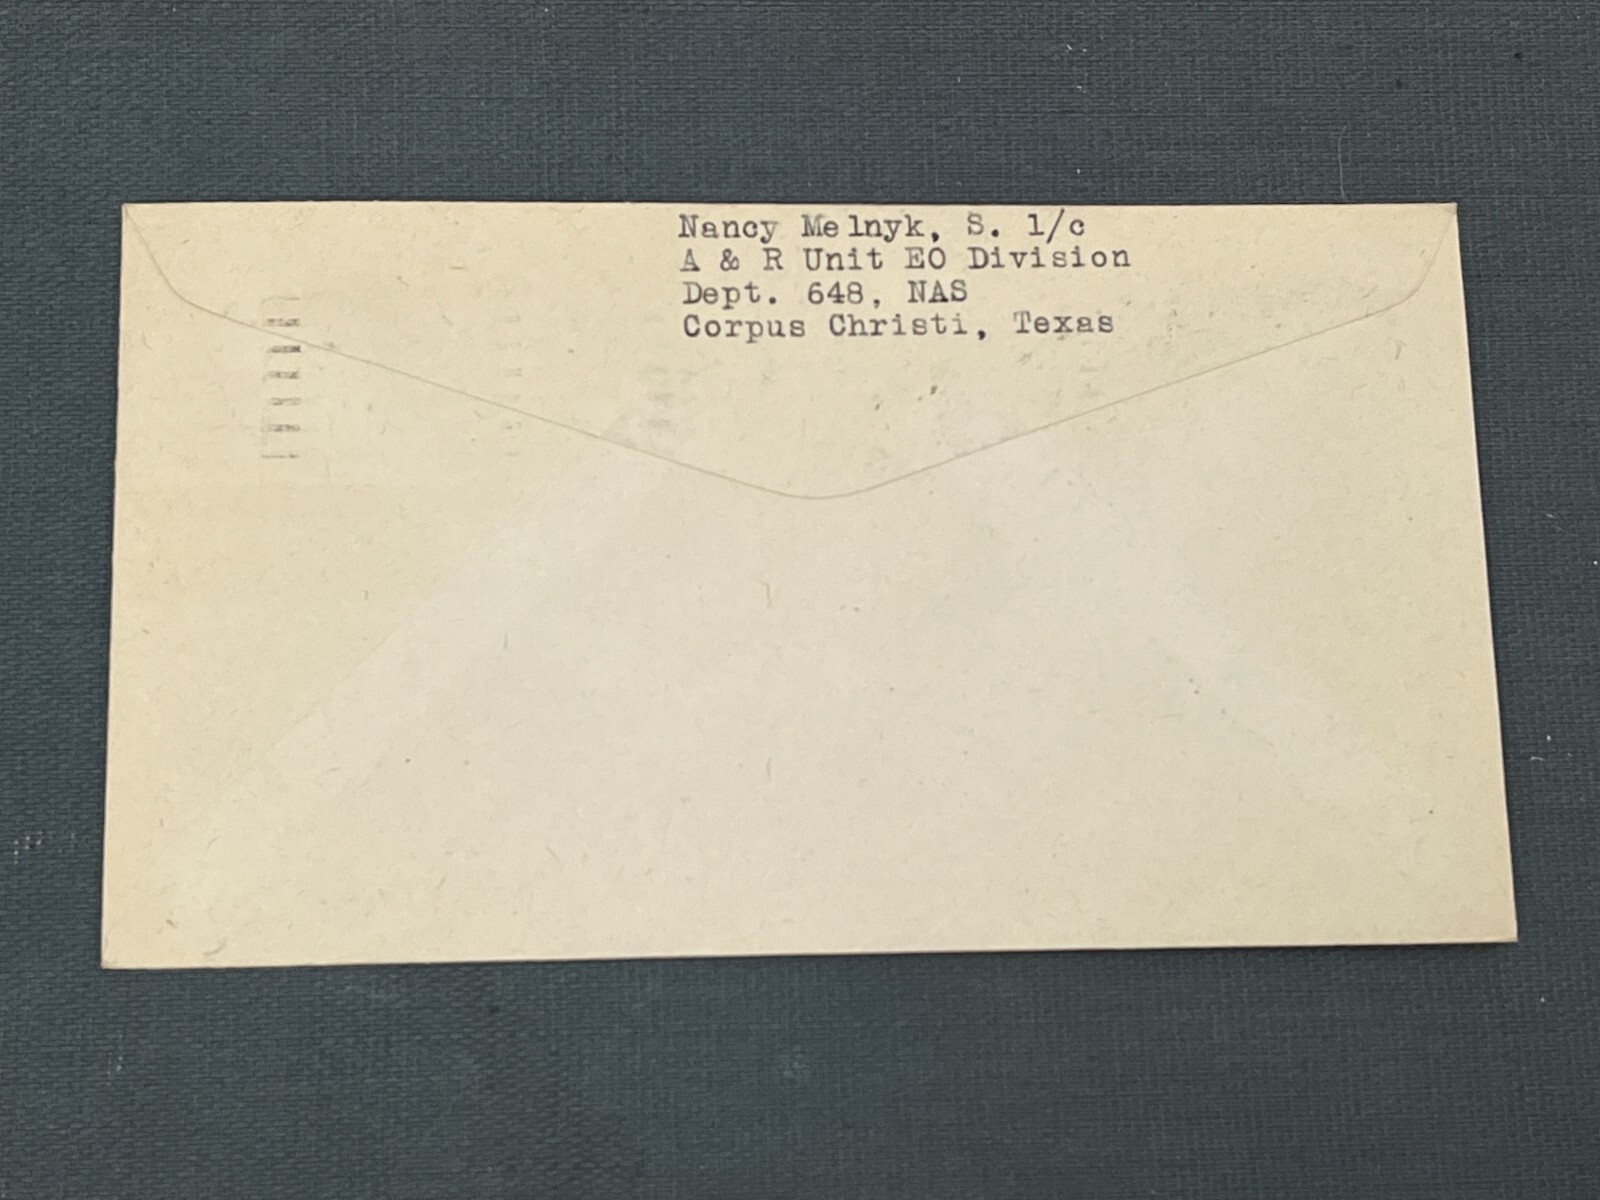 Nancy Melnyk, S. 1/c
A & R Unit EO Division
Dept. 648, NAS
Corpus Christi, Texas